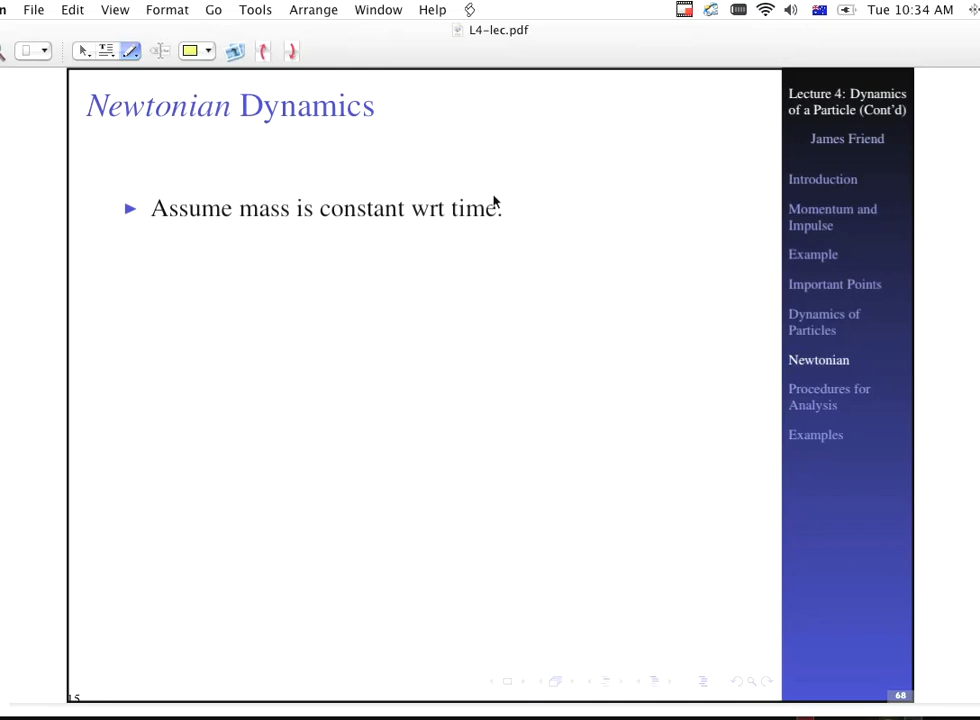 File Edit View Format Go Tools Arrange Window Help Tue 10:34 AM
L4-lec.pdf
Newtonian Dynamics
Assume mass is constant wrt time.
Lecture 4: Dynamics
of a Particle (Cont'd)
James Friend
Introduction
Momentum and
Impulse
Example
Important Points
Dynamics of
Particles
Newtonian
Procedures for
Analysis
Examples
15
68